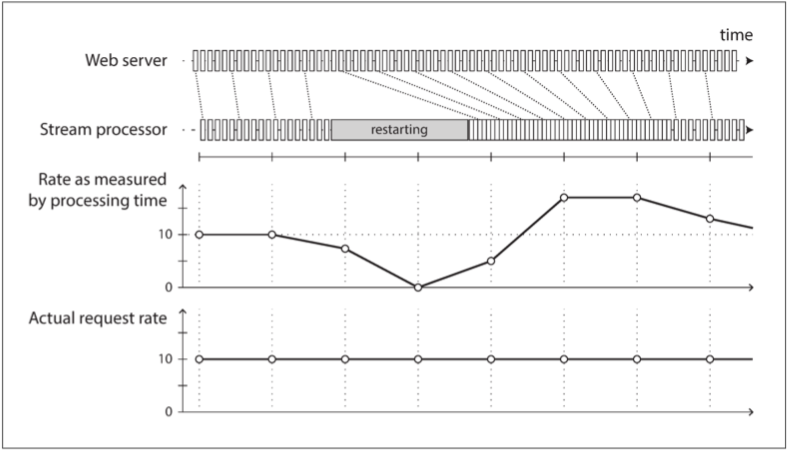 time
Web server
Stream processor
restarting
Rate as measured
by processing time
10
0
Actual request rate
10
0